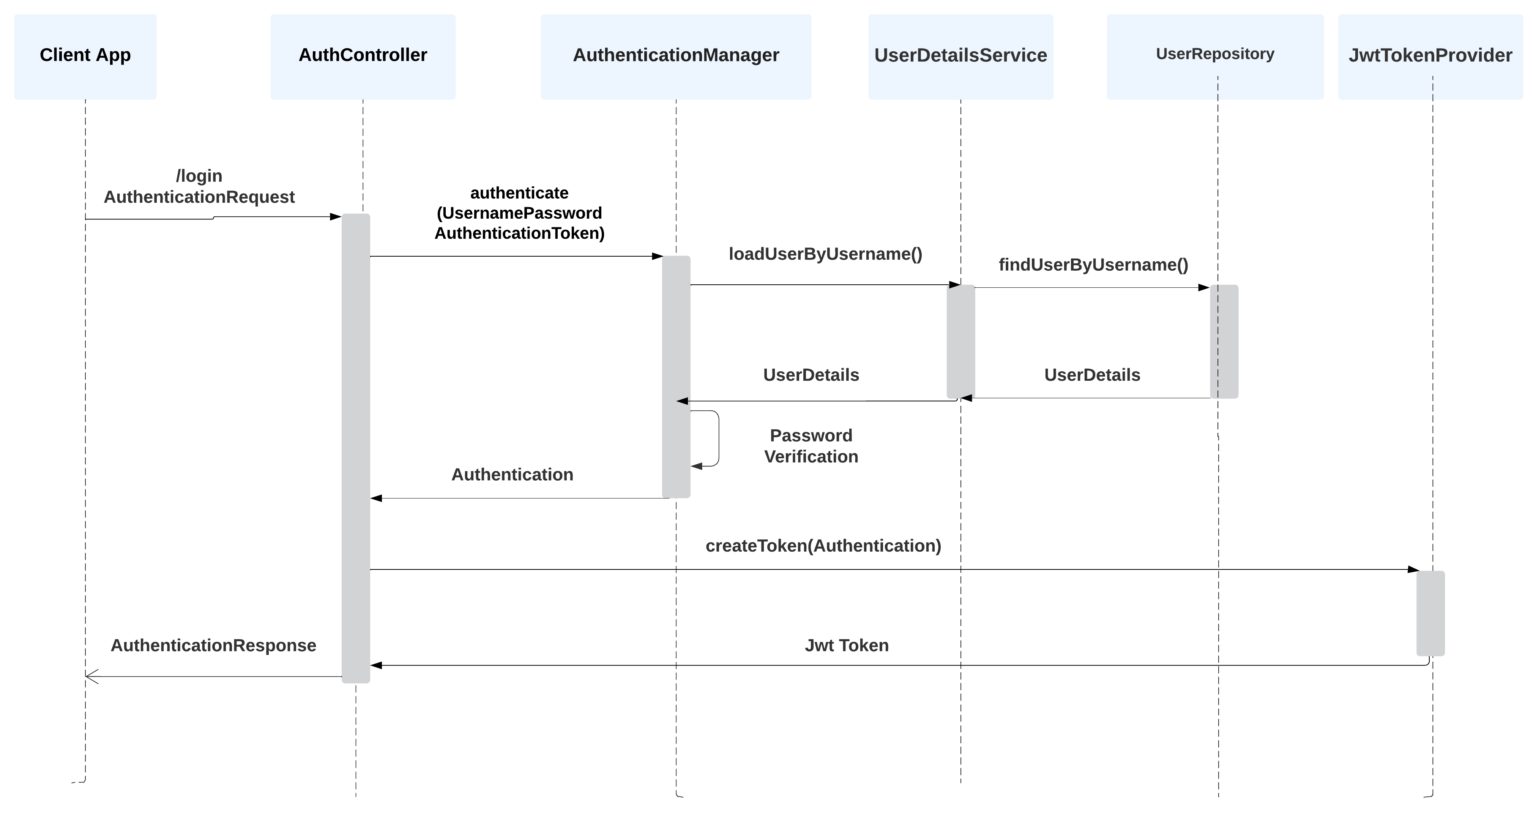 Client App
AuthController
AuthenticationManager
UserDetailsService
UserRepository
JwtTokenProvider
/login
AuthenticationRequest
authenticate
(UsernamePassword
AuthenticationToken)
loadUserByUsername()
findUserByUsername()
UserDetails
UserDetails
Password
Verification
Authentication
createToken(Authentication)
AuthenticationResponse
Jwt Token